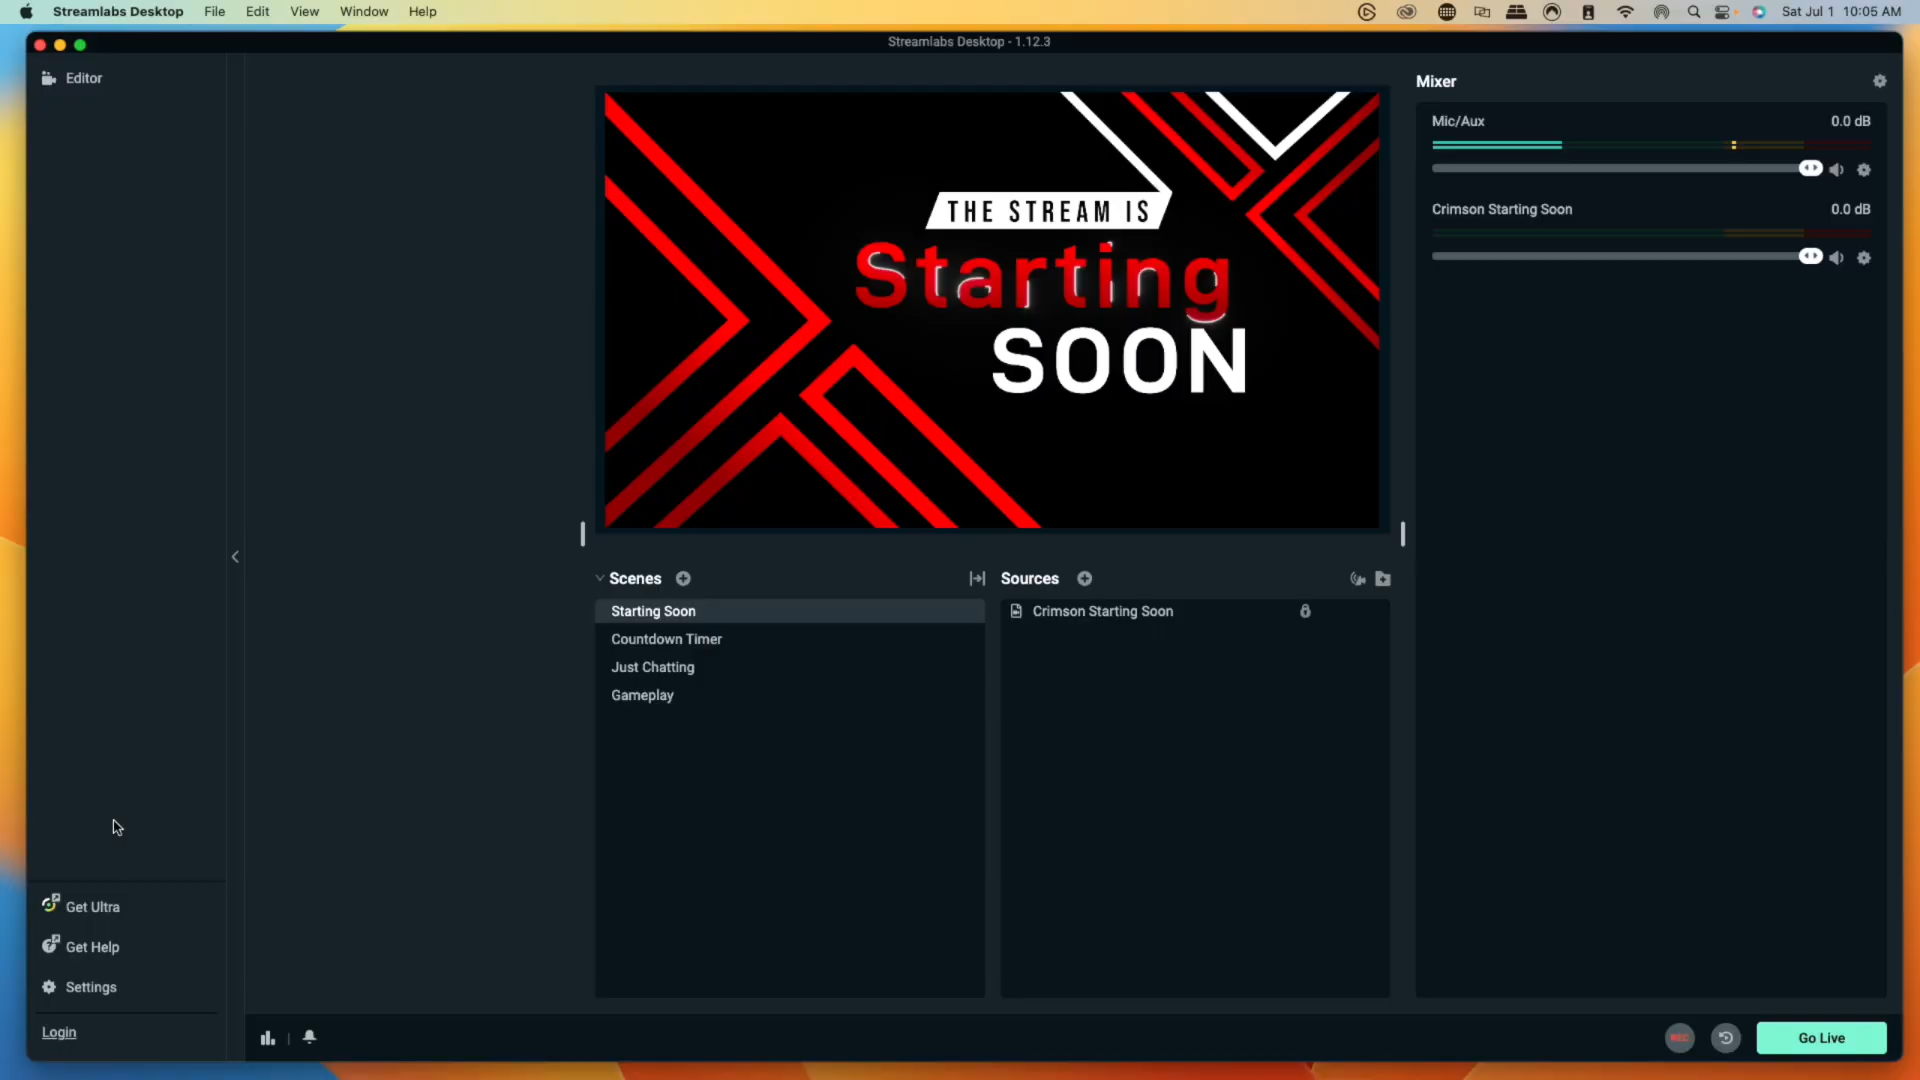 Streamlabs Desktop File Edit View Window Help
Sat Jul 1 10:05 AM
Streamlabs Desktop - 1.12.3
Editor
THE STREAM IS
Starting
SOON
Mixer
Mic/Aux 0.0 dB
Crimson Starting Soon 0.0 dB
Scenes
Starting Soon
Countdown Timer
Just Chatting
Gameplay
Sources
Crimson Starting Soon
Get Ultra
Get Help
Settings
Login
REC
Go Live